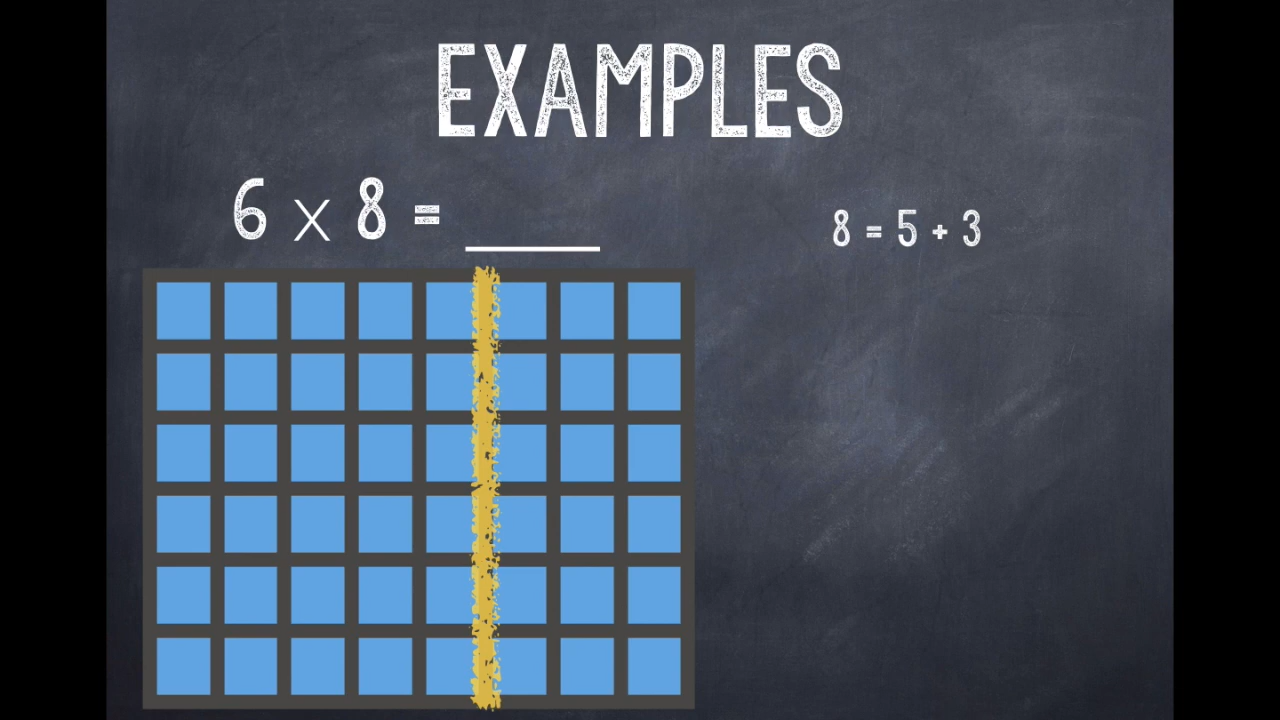 EXAMPLES
6 x 8 = ____
8 = 5 + 3